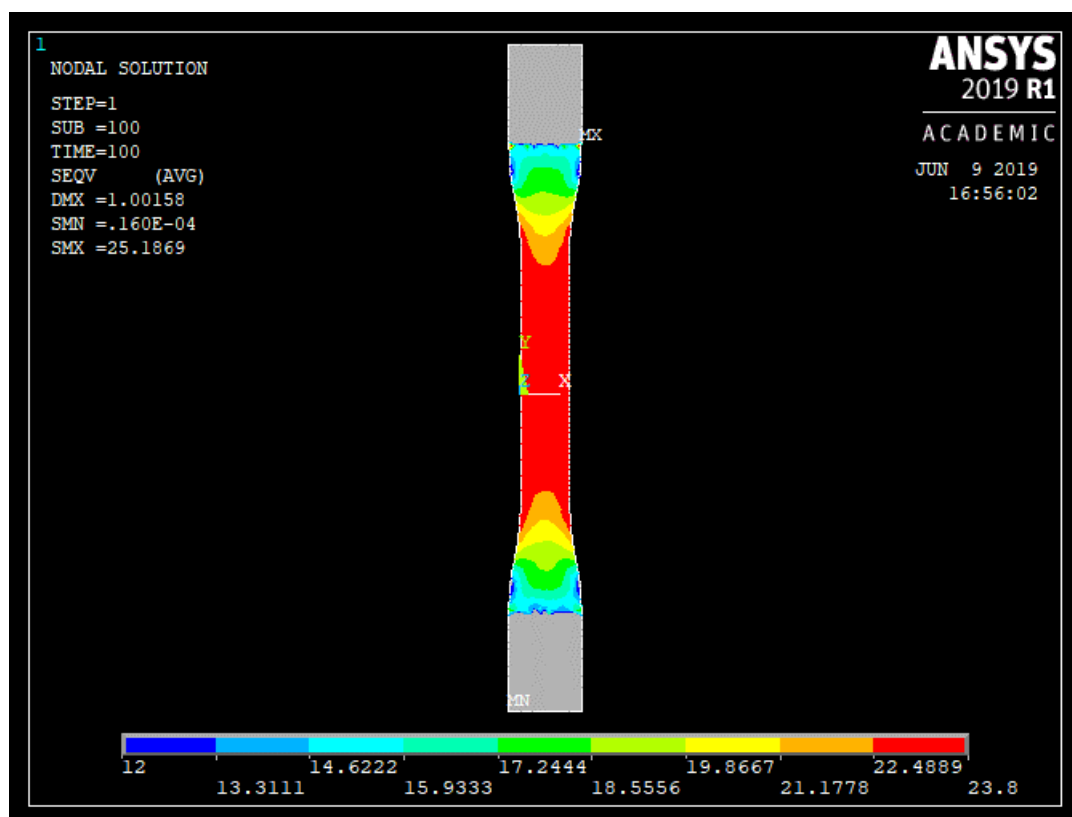 1
NODAL SOLUTION
STEP=1
SUB =100
TIME=100
SEQV (AVG)
DMX =1.00158
SMN =.160E-04
SMX =25.1869
ANSYS
2019 R1
ACADEMIC
JUN 9 2019
16:56:02
MX
Y
Z X
MN
12 14.6222 17.2444 19.8667 22.4889
13.3111 15.9333 18.5556 21.1778 23.8